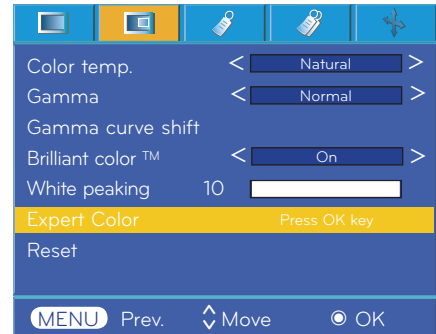 Color temp. < Natural >
Gamma < Normal >
Gamma curve shift
Brilliant color ™ < On >
White peaking 10
Expert Color Press OK key
Reset
MENU Prev. Move OK